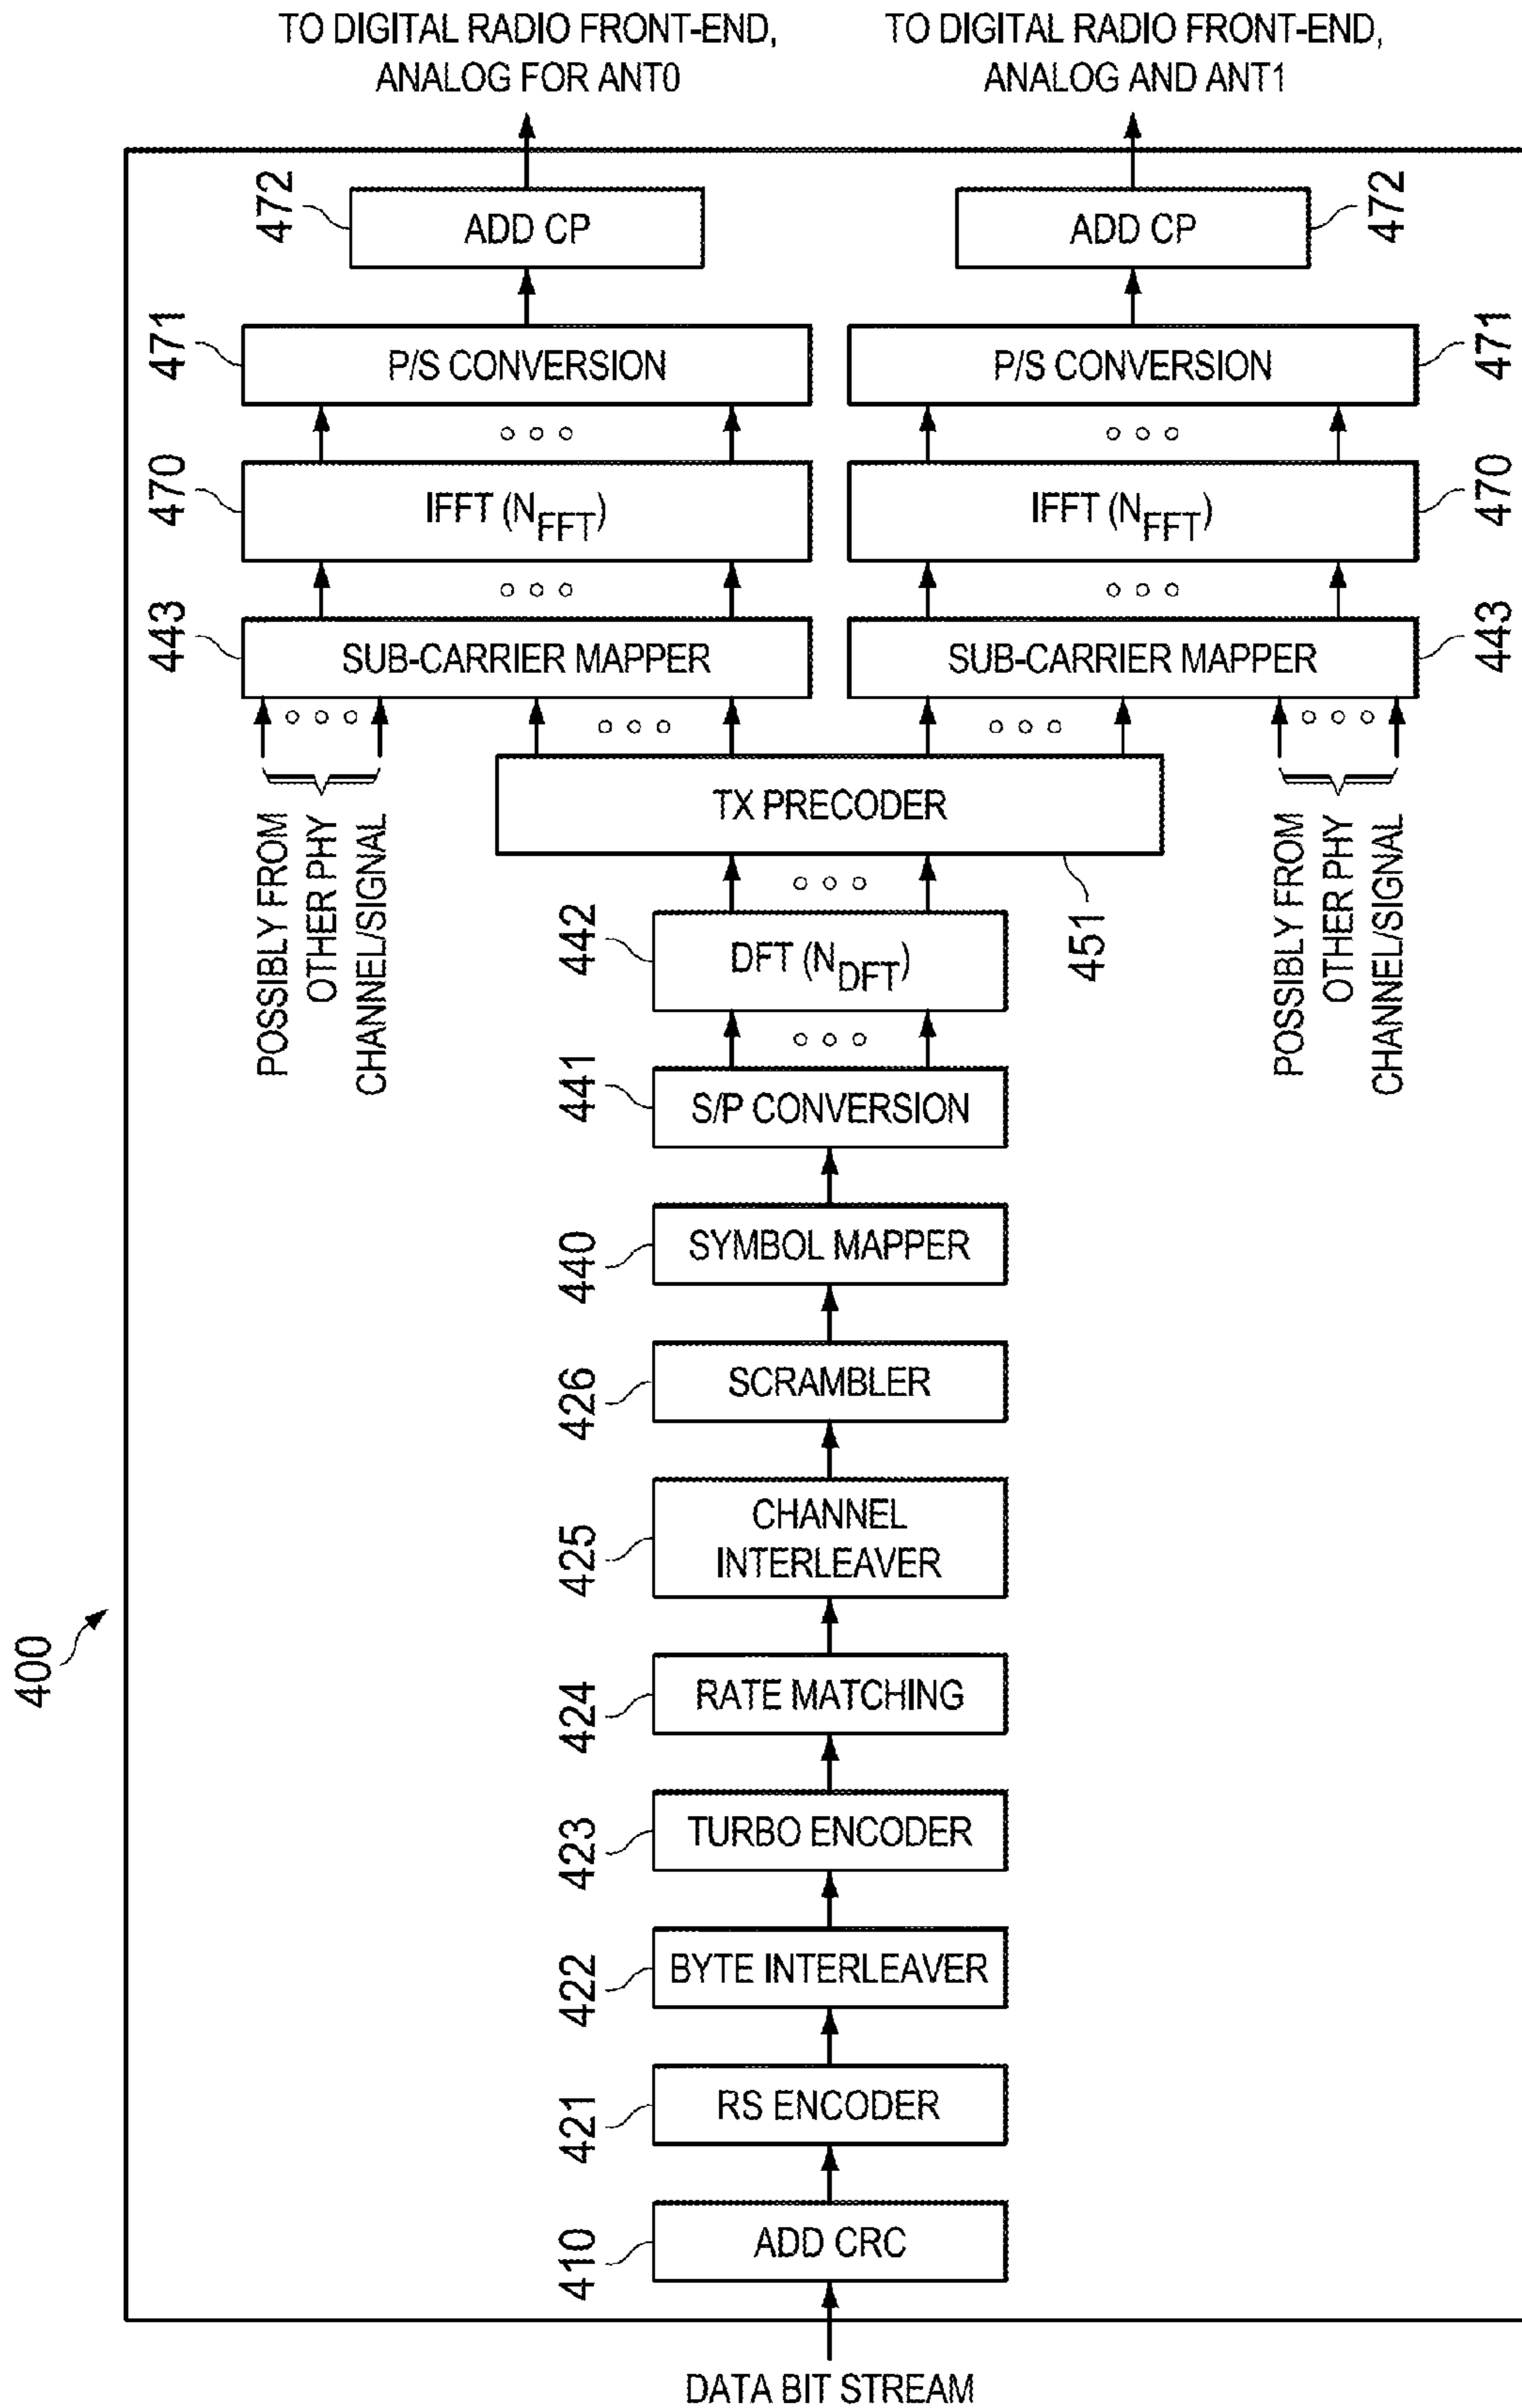 TO DIGITAL RADIO FRONT-END,
ANALOG FOR ANT0
TO DIGITAL RADIO FRONT-END,
ANALOG AND ANT1
472
ADD CP
ADD CP
472
471
P/S CONVERSION
P/S CONVERSION
471
470
IFFT (N_FFT)
IFFT (N_FFT)
470
443
SUB-CARRIER MAPPER
SUB-CARRIER MAPPER
443
POSSIBLY FROM
OTHER PHY
CHANNEL/SIGNAL
TX PRECODER
451
POSSIBLY FROM
OTHER PHY
CHANNEL/SIGNAL
442
DFT (N_DFT)
441
S/P CONVERSION
440
SYMBOL MAPPER
426
SCRAMBLER
425
CHANNEL
INTERLEAVER
400
424
RATE MATCHING
423
TURBO ENCODER
422
BYTE INTERLEAVER
421
RS ENCODER
410
ADD CRC
DATA BIT STREAM